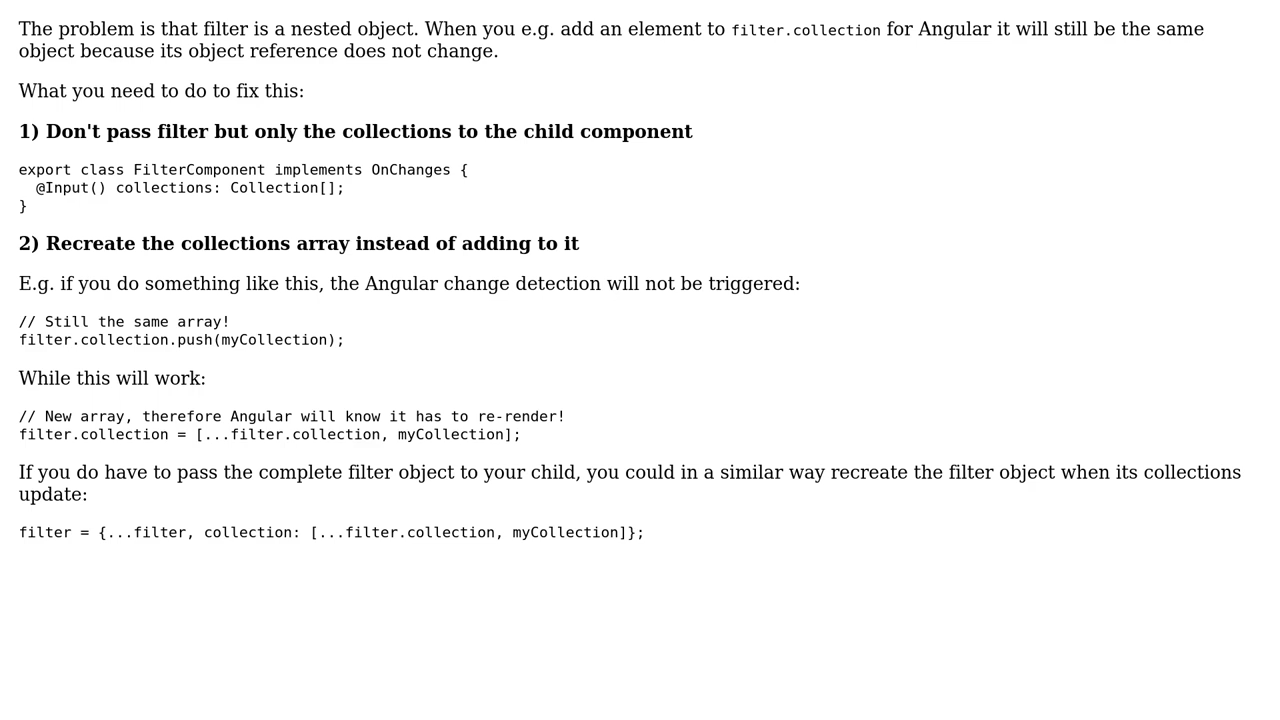 The problem is that filter is a nested object. When you e.g. add an element to filter.collection for Angular it will still be the same
object because its object reference does not change.
What you need to do to fix this:
1) Don't pass filter but only the collections to the child component
export class FilterComponent implements OnChanges {
  @Input() collections: Collection[];
}
2) Recreate the collections array instead of adding to it
E.g. if you do something like this, the Angular change detection will not be triggered:
// Still the same array!
filter.collection.push(myCollection);
While this will work:
// New array, therefore Angular will know it has to re-render!
filter.collection = [...filter.collection, myCollection];
If you do have to pass the complete filter object to your child, you could in a similar way recreate the filter object when its collections
update:
filter = {...filter, collection: [...filter.collection, myCollection]};